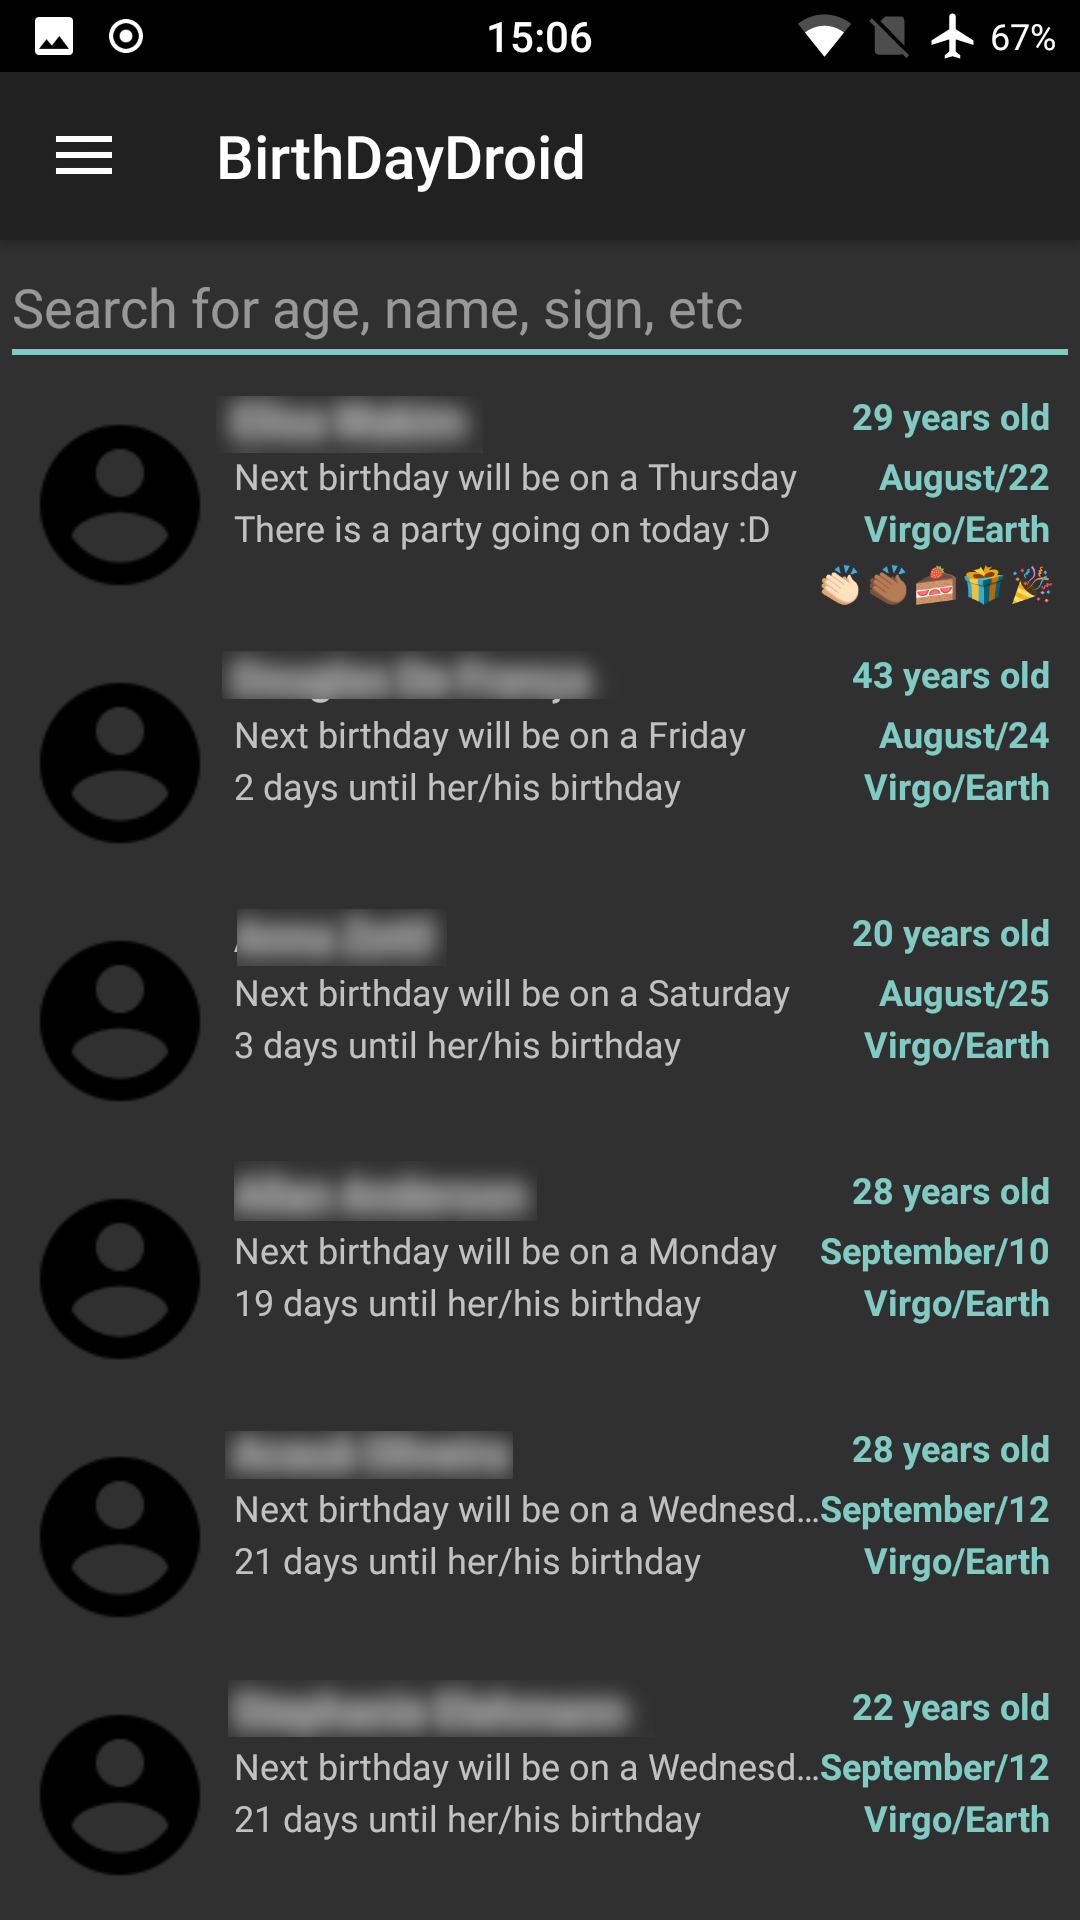 15:06 67%
BirthDayDroid
Search for age, name, sign, etc
29 years old
Next birthday will be on a Thursday August/22
There is a party going on today :D Virgo/Earth
43 years old
Next birthday will be on a Friday August/24
2 days until her/his birthday Virgo/Earth
20 years old
Next birthday will be on a Saturday August/25
3 days until her/his birthday Virgo/Earth
28 years old
Next birthday will be on a Monday September/10
19 days until her/his birthday Virgo/Earth
28 years old
Next birthday will be on a Wednesd... September/12
21 days until her/his birthday Virgo/Earth
22 years old
Next birthday will be on a Wednesd... September/12
21 days until her/his birthday Virgo/Earth